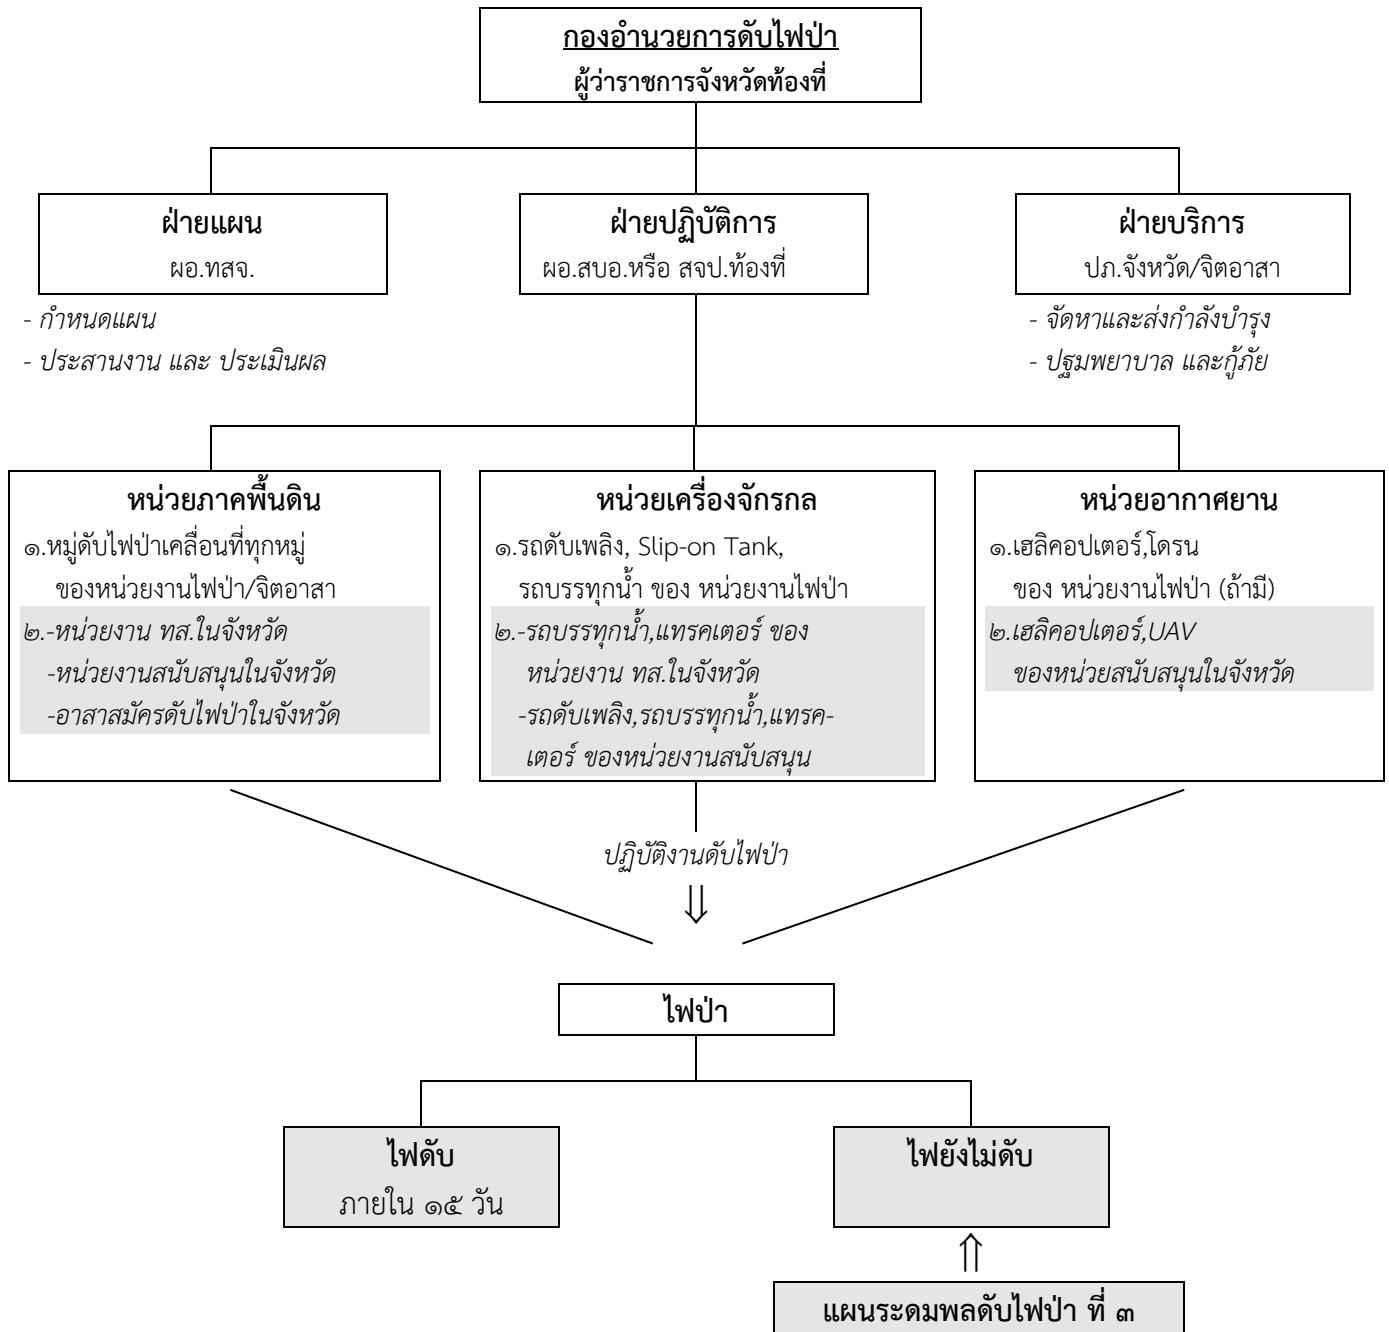 กองอำนวยการดับไฟป่า
ผู้ว่าราชการจังหวัดท้องที่
ฝ่ายแผน
ผอ.ทสจ.
- กำหนดแผน
- ประสานงาน และ ประเมินผล
ฝ่ายปฏิบัติการ
ผอ.สบอ.หรือ สจป.ท้องที่
ฝ่ายบริการ
ปภ.จังหวัด/จิตอาสา
- จัดหาและส่งกำลังบำรุง
- ปฐมพยาบาล และกู้ภัย
หน่วยภาคพื้นดิน
๑.หมู่ดับไฟป่าเคลื่อนที่ทุกหมู่
ของหน่วยงานไฟป่า/จิตอาสา
๒.-หน่วยงาน ทส.ในจังหวัด
-หน่วยงานสนับสนุนในจังหวัด
-อาสาสมัครดับไฟป่าในจังหวัด
หน่วยเครื่องจักรกล
๑.รถดับเพลิง, Slip-on Tank,
รถบรรทุกน้ำ ของ หน่วยงานไฟป่า
๒.-รถบรรทุกน้ำ,แทรคเตอร์ ของ
หน่วยงาน ทส.ในจังหวัด
-รถดับเพลิง,รถบรรทุกน้ำ,แทรค-
เตอร์ ของหน่วยงานสนับสนุน
หน่วยอากาศยาน
๑.เฮลิคอปเตอร์,โดรน
ของ หน่วยงานไฟป่า (ถ้ามี)
๒.เฮลิคอปเตอร์,UAV
ของหน่วยสนับสนุนในจังหวัด
ปฏิบัติงานดับไฟป่า
ไฟป่า
ไฟดับ
ภายใน ๑๕ วัน
ไฟยังไม่ดับ
แผนระดมพลดับไฟป่า ที่ ๓